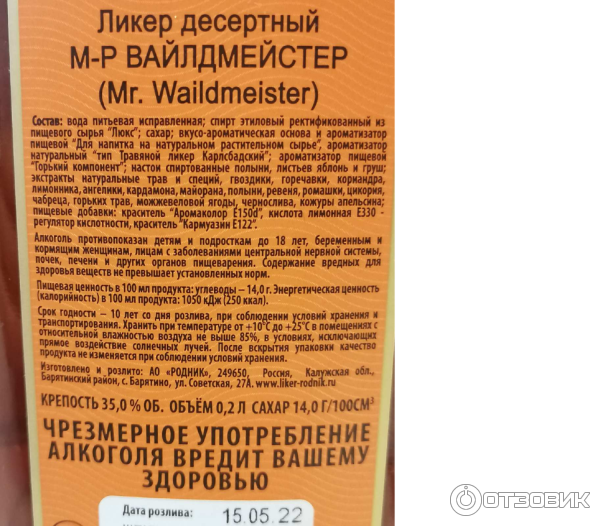 Ликер десертный
М-Р ВАЙЛДМЕЙСТЕР
(Mr. Waildmeister)
Состав: вода питьевая исправленная; спирт этиловый ректификованный из
пищевого сырья "Люкс"; сахар; вкусо-ароматическая основа и ароматизатор
пищевой "Для напитка на натуральном растительном сырье", ароматизатор
натуральный "тип Травяной ликер Карлсбадский"; ароматизатор пищевой
"Горький компонент"; настои спиртованные полыни, листьев яблонь и груш;
экстракты натуральные трав и специй, гвоздики, горечавки, кориандра,
лимонника, ангелики, кардамона, майорана, полыни, ревеня, ромашки, цикория,
чабреца, горьких трав, можжевеловой ягоды, чернослива, кожуры апельсина;
пищевые добавки: краситель "Аромаколор Е150d", кислота лимонная Е330 -
регулятор кислотности, краситель "Кармуазин Е122".
Алкоголь противопоказан детям и подросткам до 18 лет, беременным и
кормящим женщинам, лицам с заболеваниями центральной нервной системы,
почек, печени и других органов пищеварения. Содержание вредных для
здоровья веществ не превышает установленных норм.
Пищевая ценность в 100 мл продукта: углеводы – 14,0 г. Энергетическая ценность
(калорийность) в 100 мл продукта: 1050 кДж (250 ккал).
Срок годности – 10 лет со дня розлива, при соблюдении условий хранения и
транспортирования. Хранить при температуре от +10°С до +25°С в помещениях с
относительной влажностью воздуха не выше 85%, в условиях, исключающих
прямое воздействие солнечных лучей. После вскрытия упаковки качество
продукта не изменяется при соблюдении условий хранения.
Изготовлено и розлито: АО «РОДНИК», 249650, Россия, Калужская обл.,
Барятинский район, с. Барятино, ул. Советская, 27А. www.liker-rodnik.ru
КРЕПОСТЬ 35,0 % ОБ. ОБЪЁМ 0,2 Л САХАР 14,0 Г/100СМ³
ЧРЕЗМЕРНОЕ УПОТРЕБЛЕНИЕ
АЛКОГОЛЯ ВРЕДИТ ВАШЕМУ
ЗДОРОВЬЮ
Дата розлива: 15.05.22
ОТЗОВИК